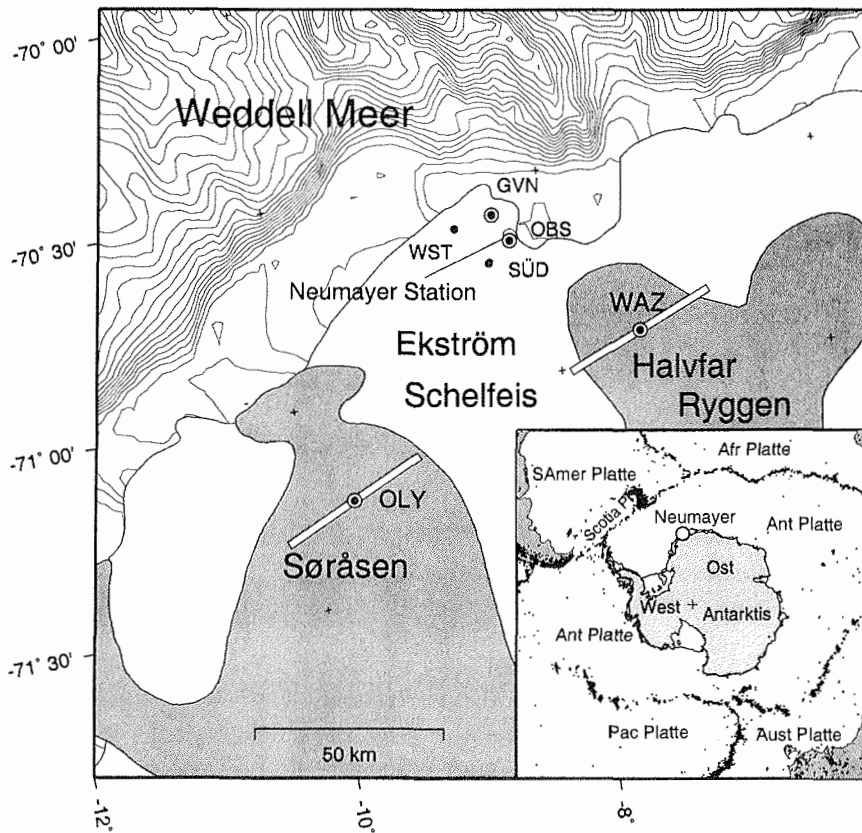 -70° 00'
Weddell Meer
GVN
-70° 30'
WST
OBS
SÜD
Neumayer Station
WAZ
Ekström
Schelfeis
Halvfar
Ryggen
-71° 00'
OLY
Søråsen
-71° 30'
50 km
-12°
-10°
-8°
Afr Platte
SAmer Platte
Scotia Pl
Neumayer
Ant Platte
Ost
West
Antarktis
Ant Platte
Pac Platte
Aust Platte